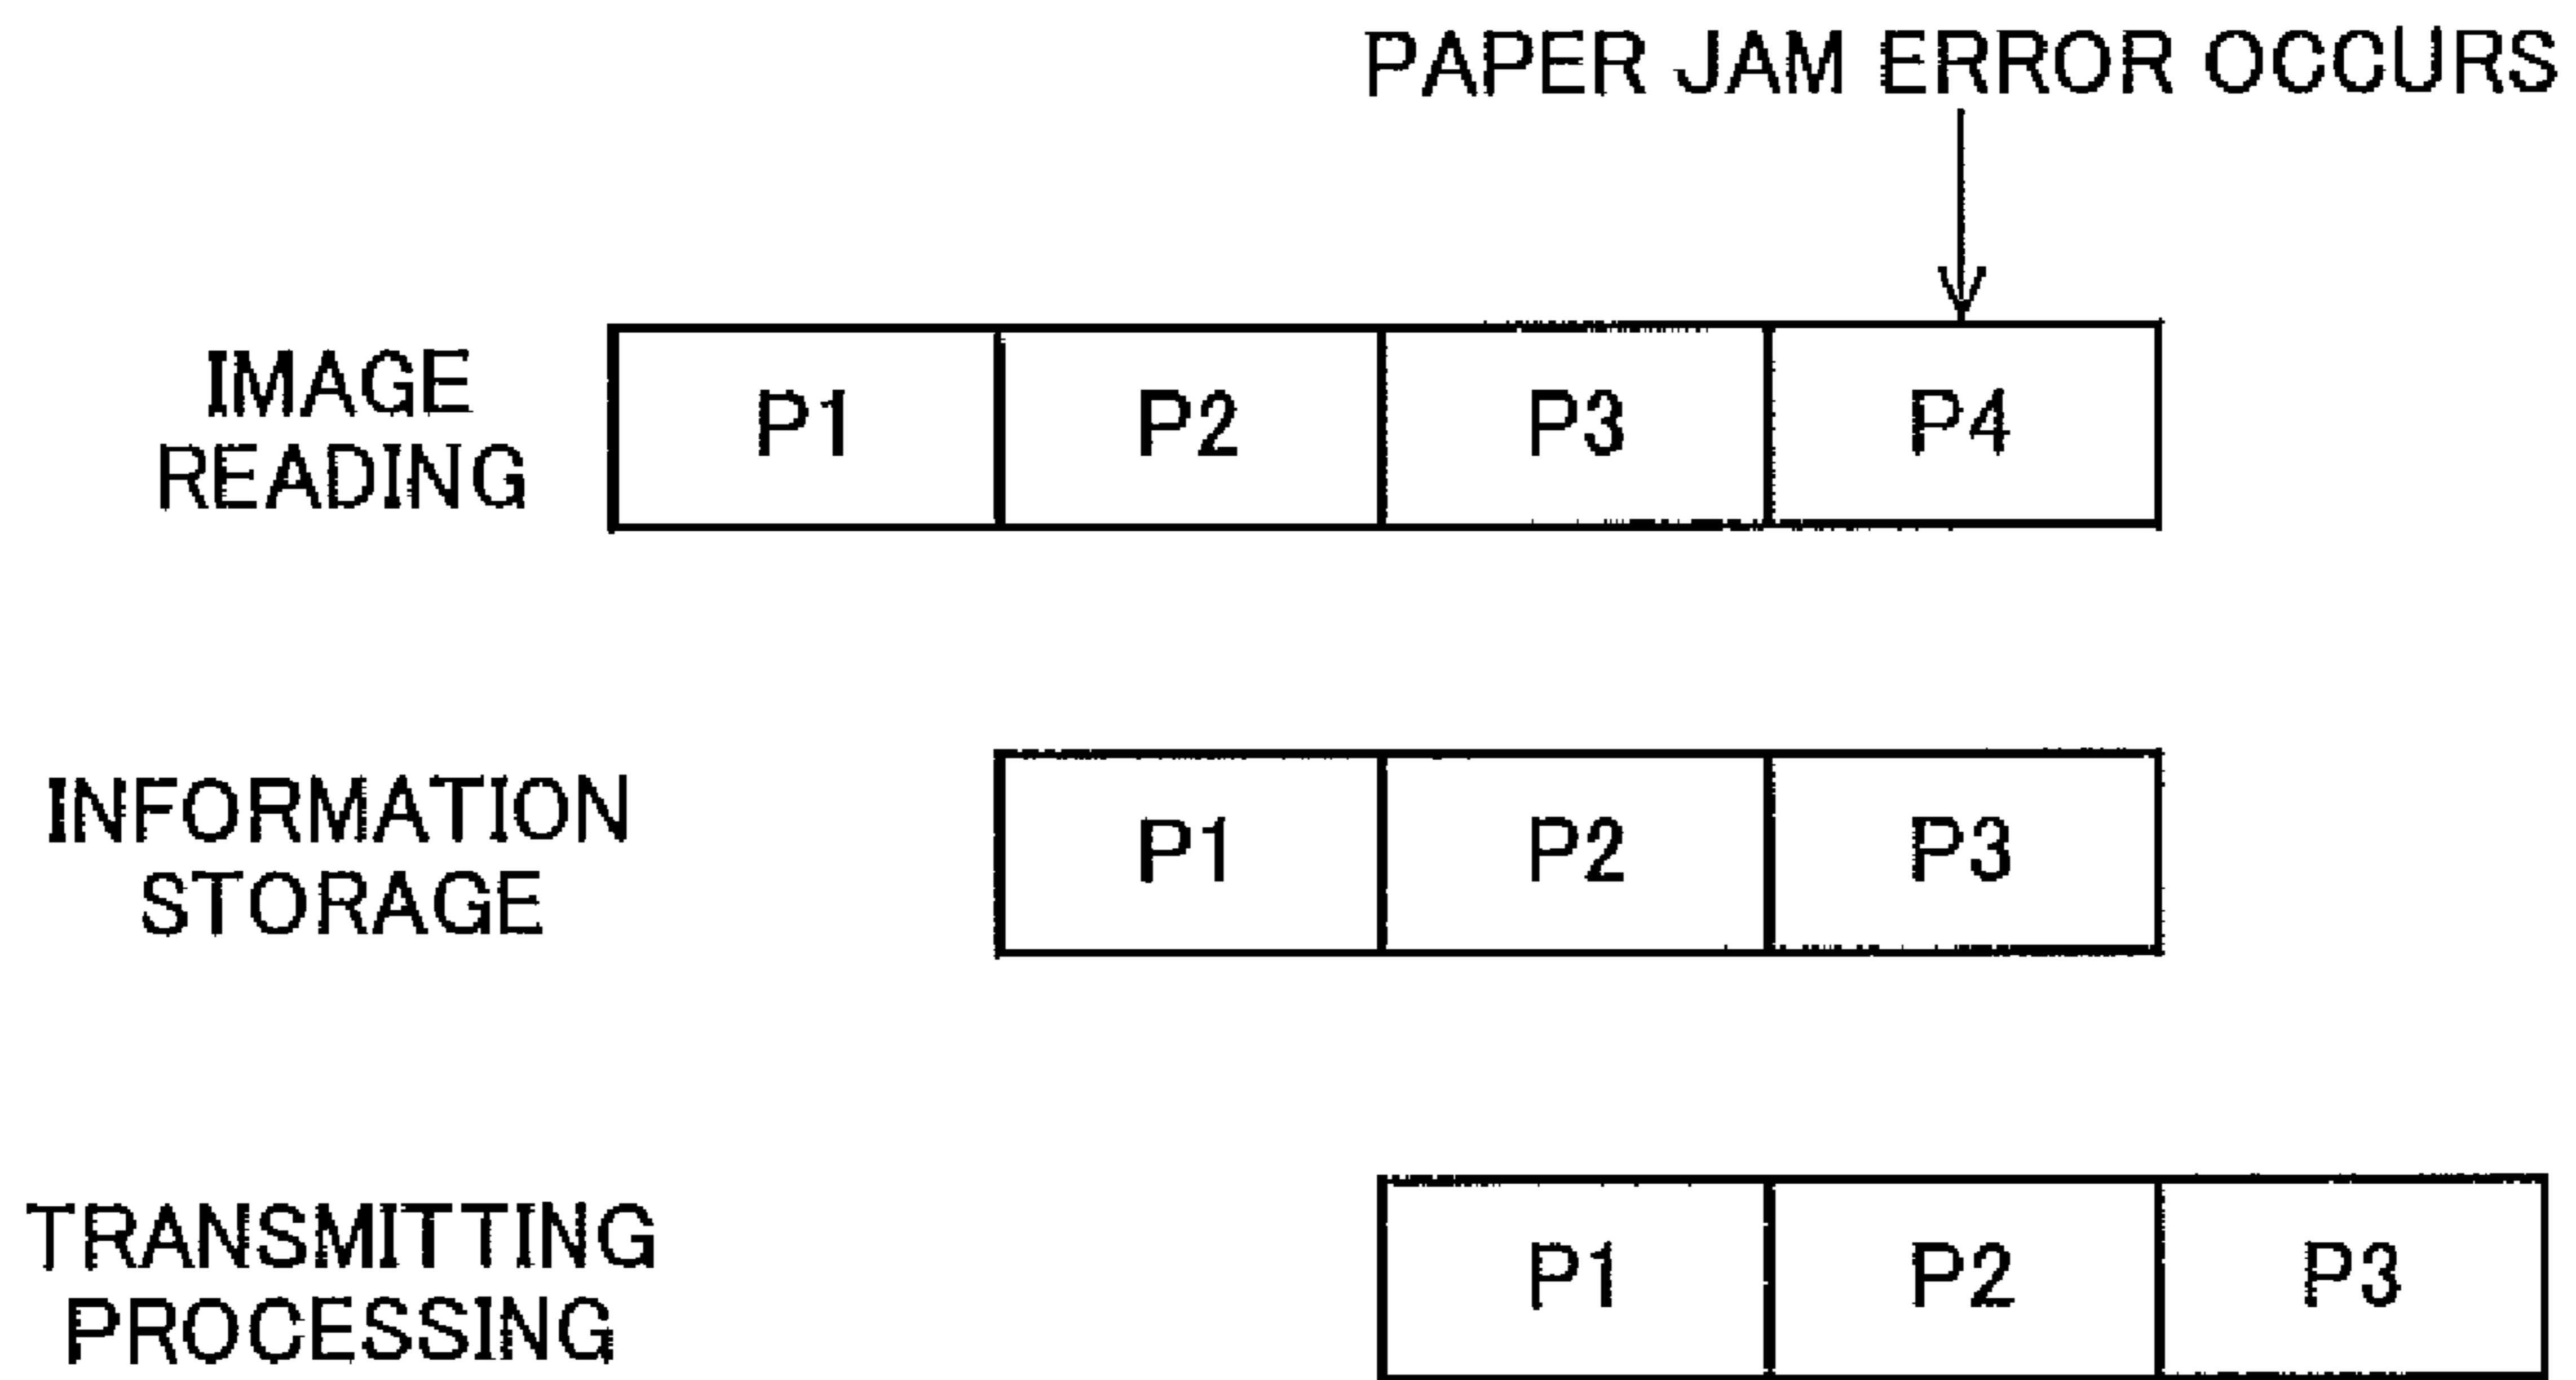 PAPER JAM ERROR OCCURS
IMAGE
READING
P1
P2
P3
P4
INFORMATION
STORAGE
P1
P2
P3
TRANSMITTING
PROCESSING
P1
P2
P3